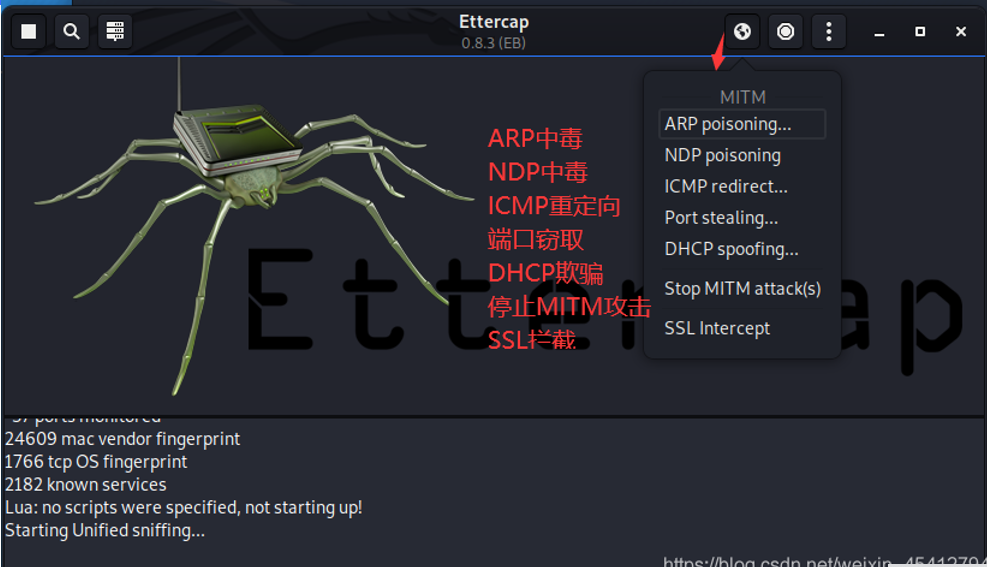 Ettercap
0.8.3 (EB)
MITM
ARP poisoning...
NDP poisoning
ICMP redirect...
Port stealing...
DHCP spoofing...
Stop MITM attack(s)
SSL Intercept
ARP中毒
NDP中毒
ICMP重定向
端口窃取
DHCP欺骗
停止MITM攻击
SSL拦截
Ettercap
37 ports monitored
24609 mac vendor fingerprint
1766 tcp OS fingerprint
2182 known services
Lua: no scripts were specified, not starting up!
Starting Unified sniffing...
https://blog.csdn.net/weixin_45412794